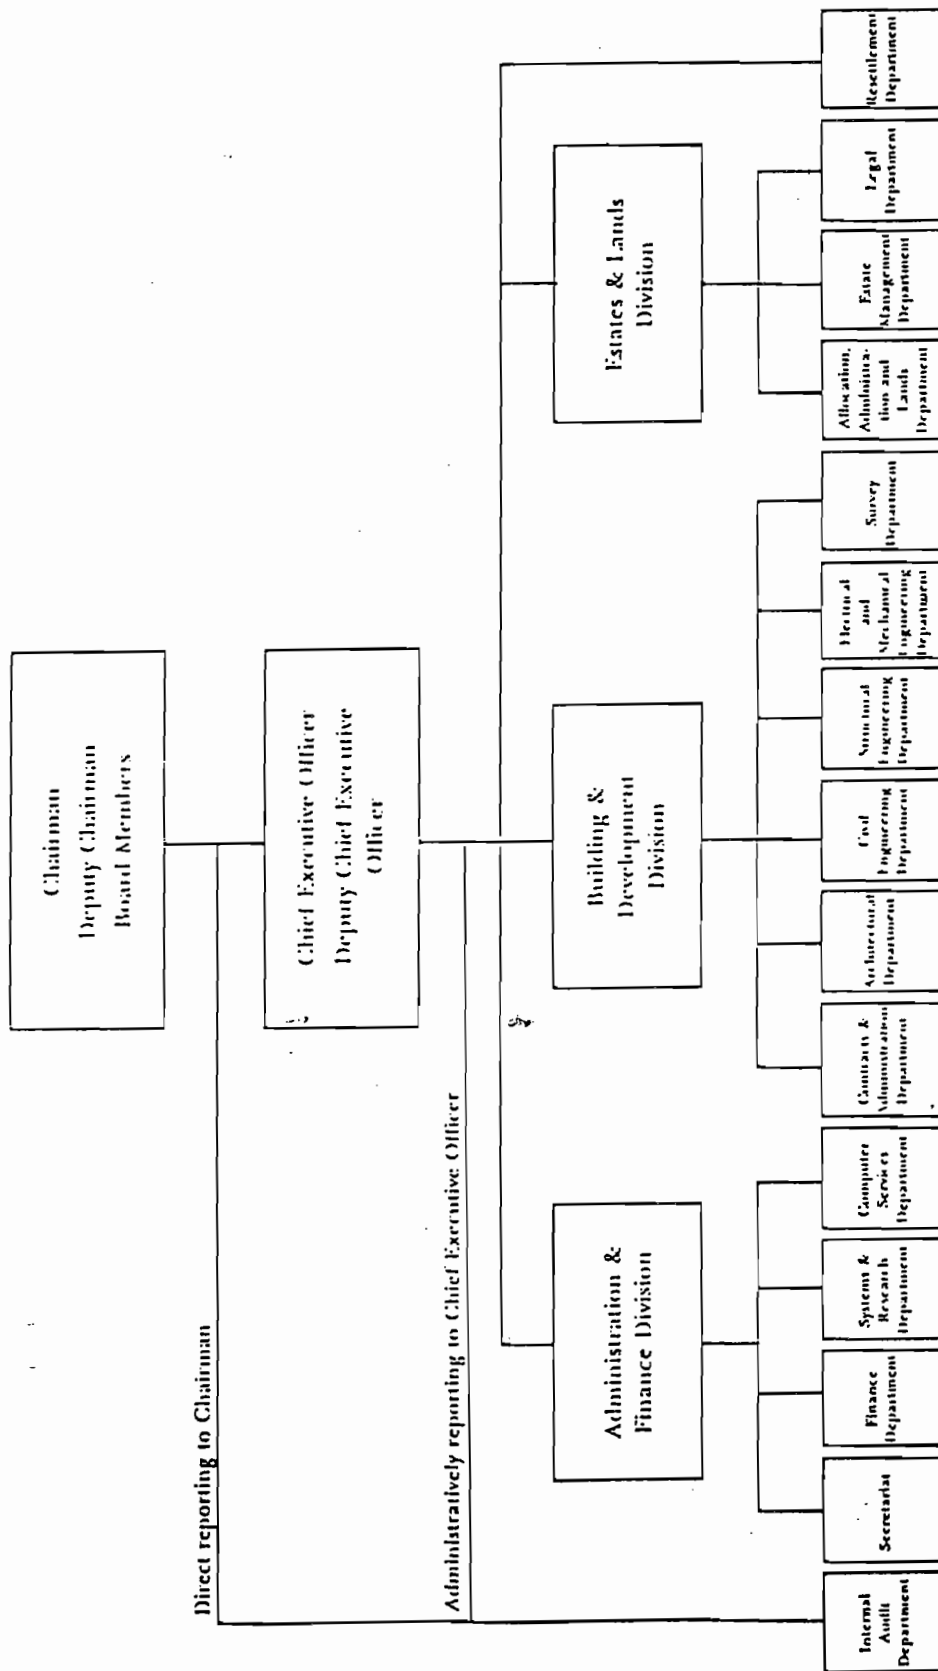 Chairman
Deputy Chairman
Board Members
Direct reporting to Chairman
Chief Executive Officer
Deputy Chief Executive
Officer
Administratively reporting to Chief Executive Officer
Administration &
Finance Division
Building &
Development
Division
Estates & Lands
Division
Internal
Audit
Department
Secretariat
Finance
Department
Systems &
Research
Department
Computer
Services
Department
Contracts &
Administration
Department
Architectural
Department
Civil
Engineering
Department
Structural
Engineering
Department
Electrical
and
Mechanical
Engineering
Department
Survey
Department
Allocation,
Administra-
tion and
Lands
Department
Estate
Management
Department
Legal
Department
Resettlement
Department